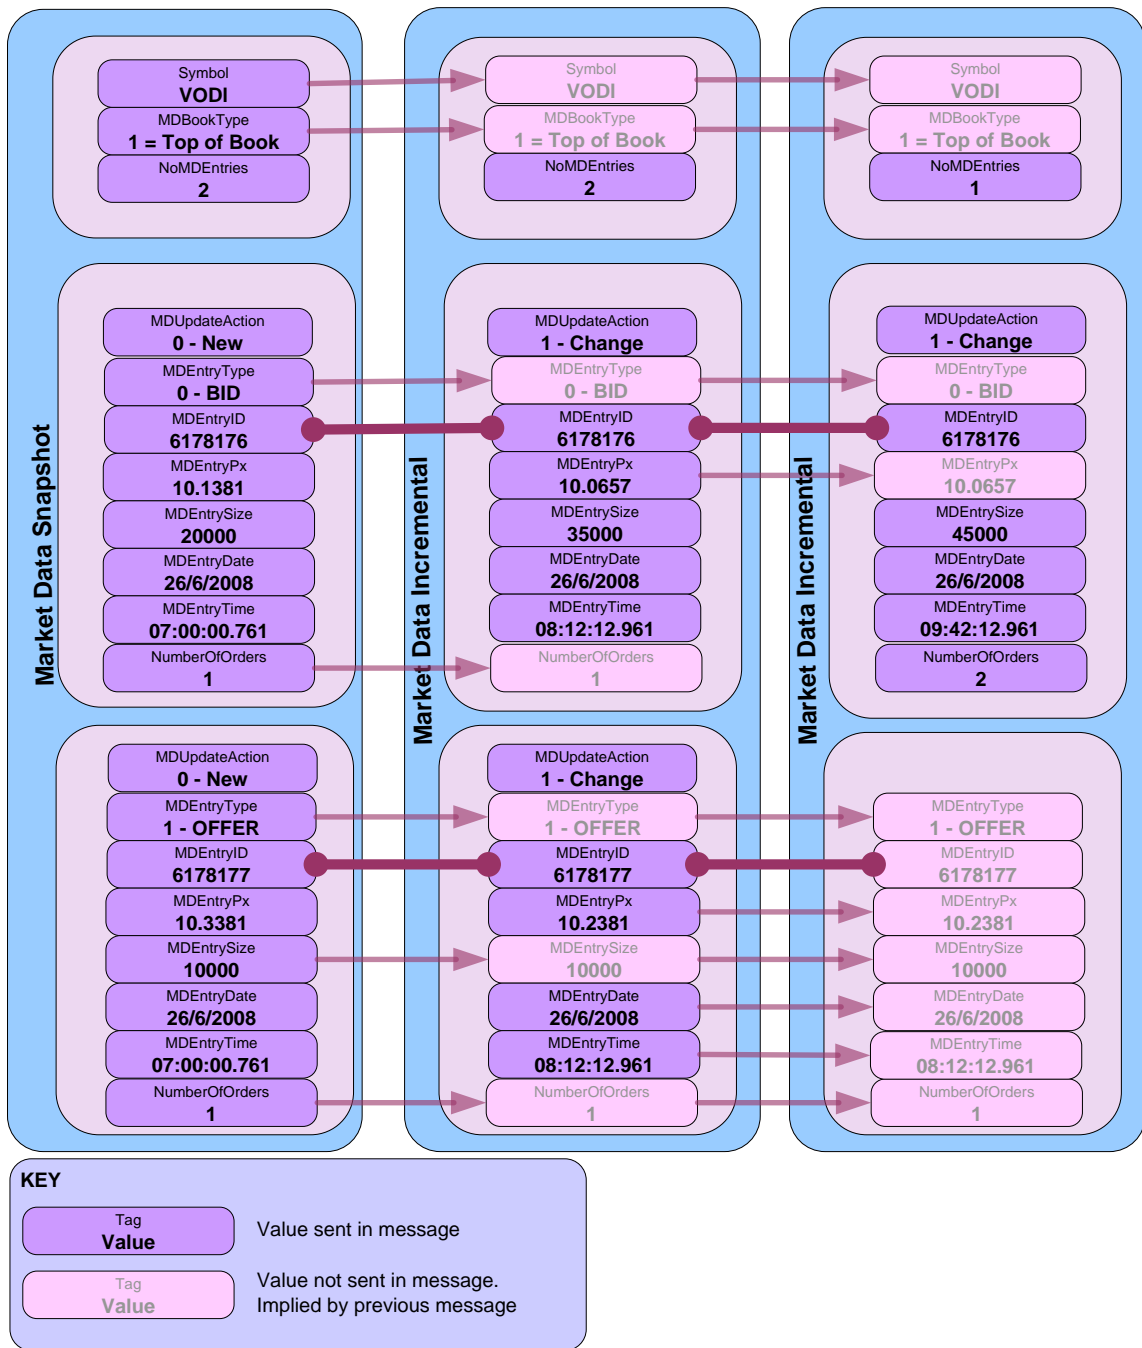 Market Data Snapshot
Symbol
VODI
MDBookType
1 = Top of Book
NoMDEntries
2
MDUpdateAction
0 - New
MDEntryType
0 - BID
MDEntryID
6178176
MDEntryPx
10.1381
MDEntrySize
20000
MDEntryDate
26/6/2008
MDEntryTime
07:00:00.761
NumberOfOrders
1
MDUpdateAction
0 - New
MDEntryType
1 - OFFER
MDEntryID
6178177
MDEntryPx
10.3381
MDEntrySize
10000
MDEntryDate
26/6/2008
MDEntryTime
07:00:00.761
NumberOfOrders
1
Market Data Incremental
Symbol
VODI
MDBookType
1 = Top of Book
NoMDEntries
2
MDUpdateAction
1 - Change
MDEntryType
0 - BID
MDEntryID
6178176
MDEntryPx
10.0657
MDEntrySize
35000
MDEntryDate
26/6/2008
MDEntryTime
08:12:12.961
NumberOfOrders
1
MDUpdateAction
1 - Change
MDEntryType
1 - OFFER
MDEntryID
6178177
MDEntryPx
10.2381
MDEntrySize
10000
MDEntryDate
26/6/2008
MDEntryTime
08:12:12.961
NumberOfOrders
1
Market Data Incremental
Symbol
VODI
MDBookType
1 = Top of Book
NoMDEntries
1
MDUpdateAction
1 - Change
MDEntryType
0 - BID
MDEntryID
6178176
MDEntryPx
10.0657
MDEntrySize
45000
MDEntryDate
26/6/2008
MDEntryTime
09:42:12.961
NumberOfOrders
2
MDEntryType
1 - OFFER
MDEntryID
6178177
MDEntryPx
10.2381
MDEntrySize
10000
MDEntryDate
26/6/2008
MDEntryTime
08:12:12.961
NumberOfOrders
1
KEY
Tag
Value
Value sent in message
Tag
Value
Value not sent in message.
Implied by previous message